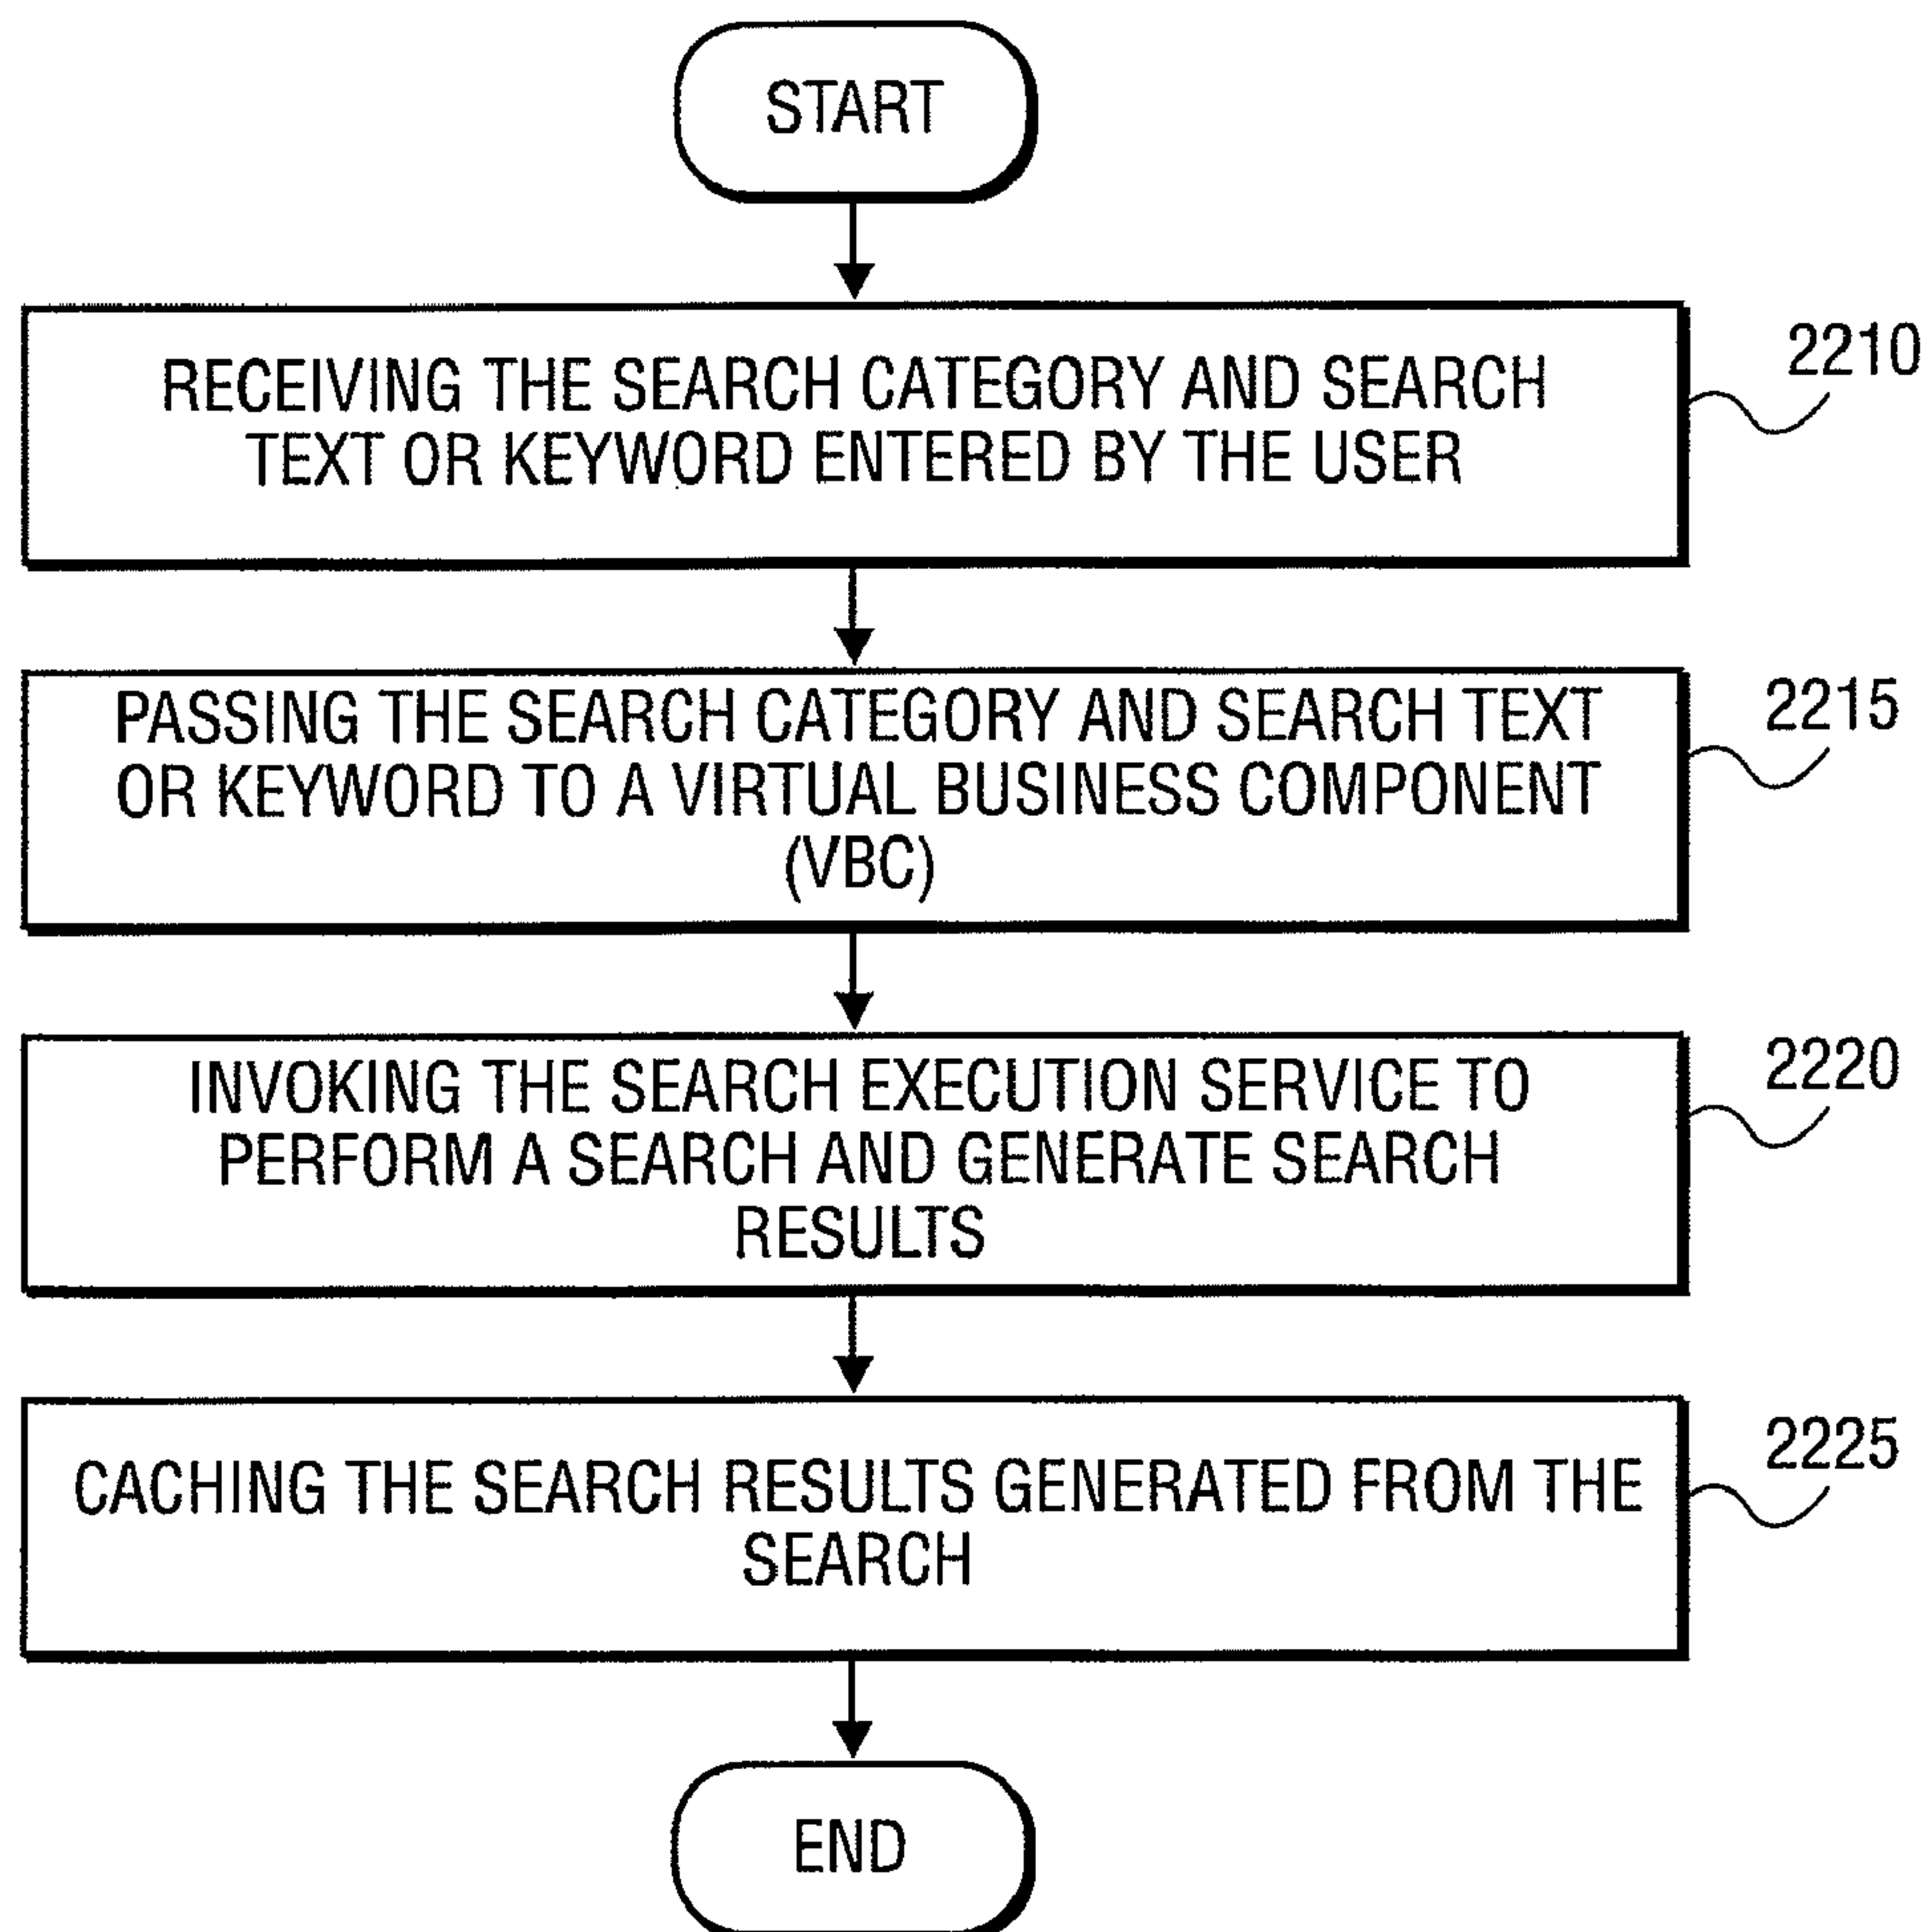 START
RECEIVING THE SEARCH CATEGORY AND SEARCH
TEXT OR KEYWORD ENTERED BY THE USER
2210
PASSING THE SEARCH CATEGORY AND SEARCH TEXT
OR KEYWORD TO A VIRTUAL BUSINESS COMPONENT
(VBC)
2215
INVOKING THE SEARCH EXECUTION SERVICE TO
PERFORM A SEARCH AND GENERATE SEARCH
RESULTS
2220
CACHING THE SEARCH RESULTS GENERATED FROM THE
SEARCH
2225
END